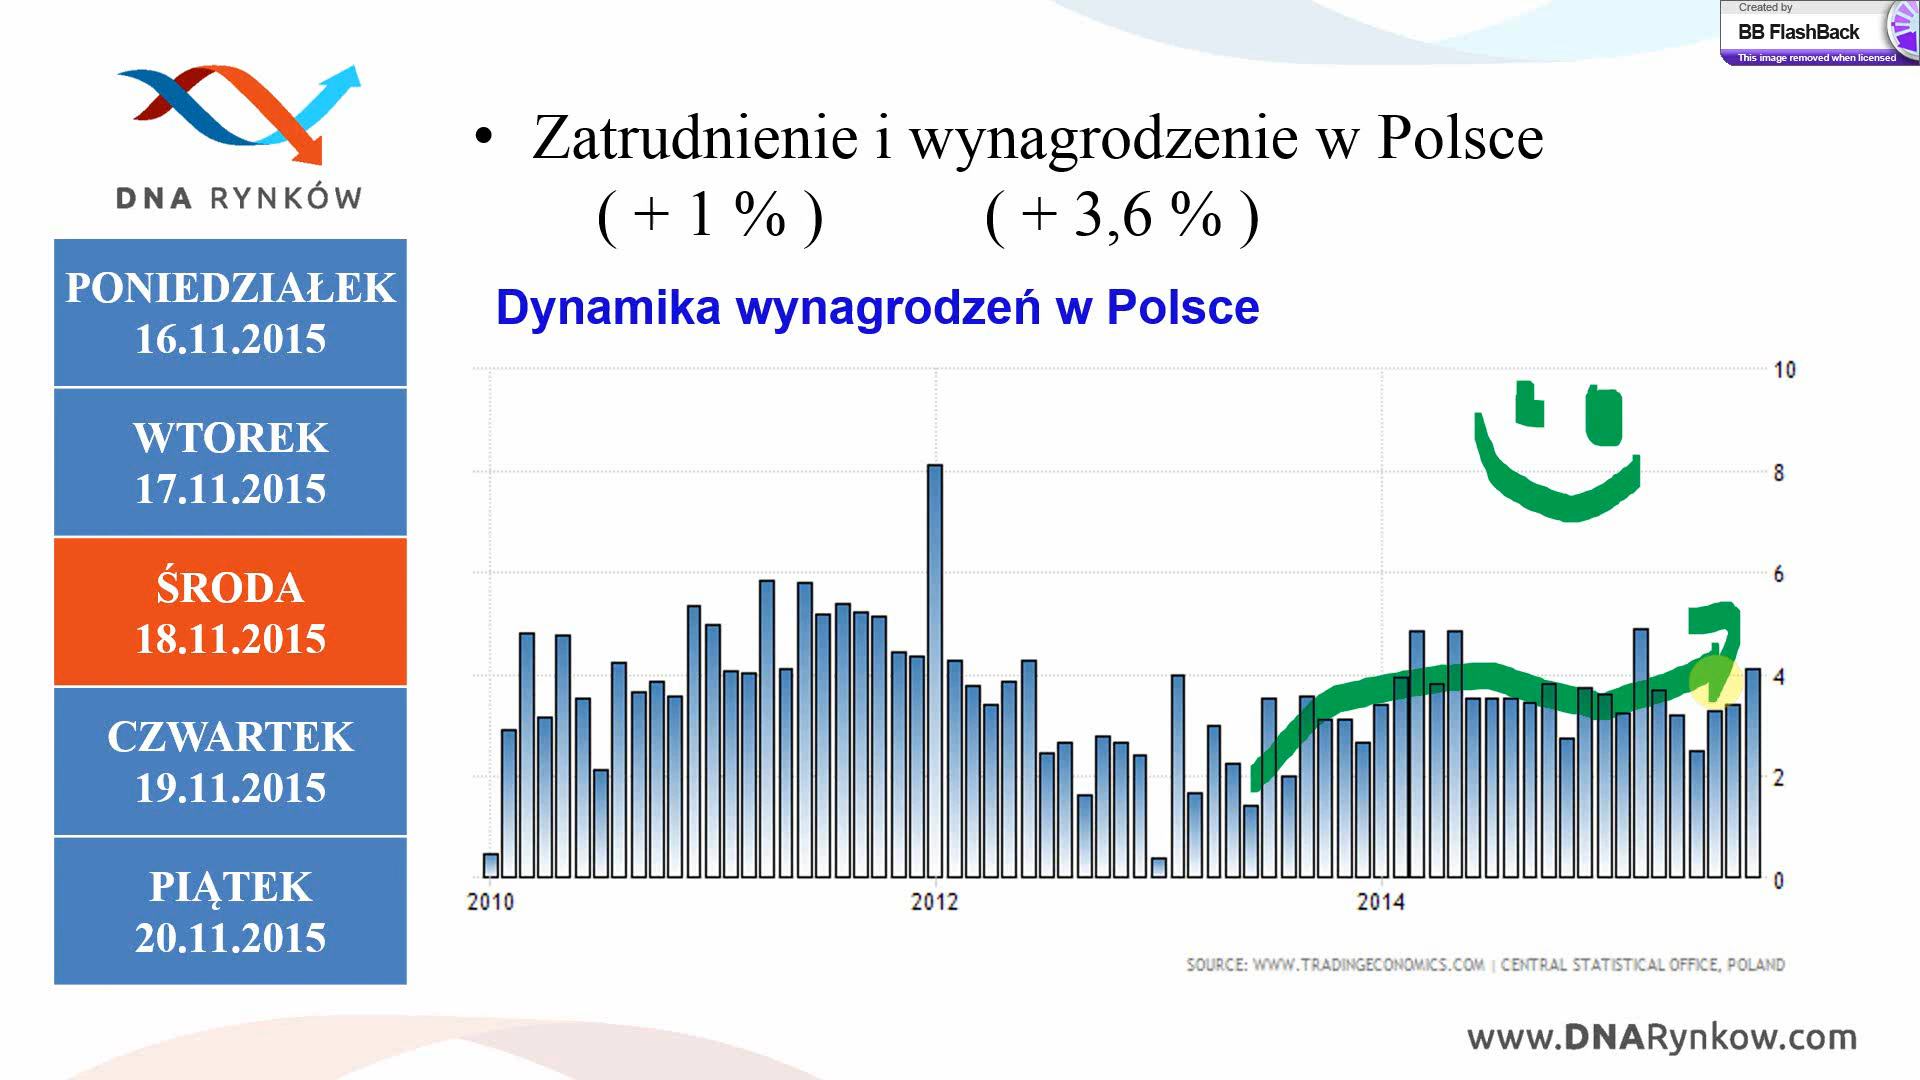 Created by
BB FlashBack
This image removed when licensed
DNA RYNKÓW
PONIEDZIAŁEK
16.11.2015
WTOREK
17.11.2015
ŚRODA
18.11.2015
CZWARTEK
19.11.2015
PIĄTEK
20.11.2015
• Zatrudnienie i wynagrodzenie w Polsce
( + 1 % ) ( + 3,6 % )
Dynamika wynagrodzeń w Polsce
10
8
6
4
2
0
2010 2012 2014
SOURCE: WWW.TRADINGECONOMICS.COM | CENTRAL STATISTICAL OFFICE, POLAND
www.DNARynkow.com